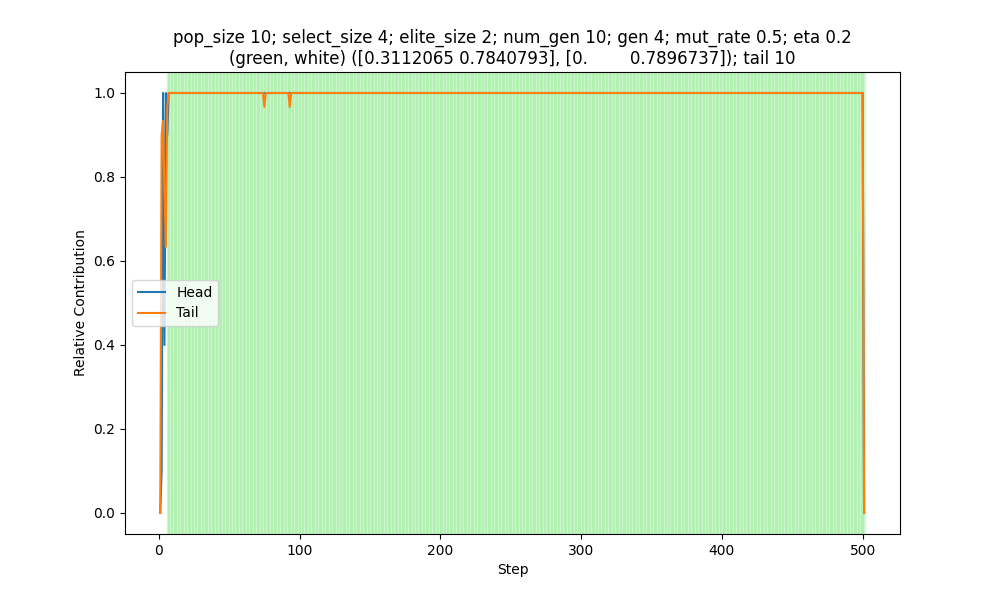 pop_size 10; select_size 4; elite_size 2; num_gen 10; gen 4; mut_rate 0.5; eta 0.2
(green, white) ([0.3112065 0.7840793], [0.        0.7896737]); tail 10
1.0
0.8
0.6
0.4
0.2
0.0
Relative Contribution
Head
Tail
0
100
200
300
400
500
Step